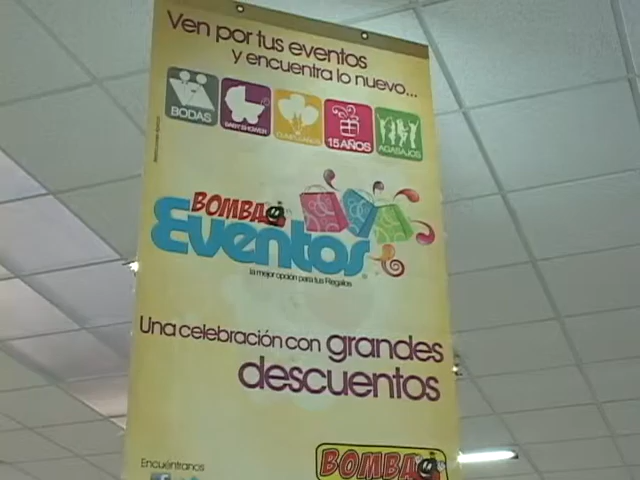 Ven por tus eventos
y encuentra lo nuevo...
BODAS
BABY SHOWER
CUMPLEAÑOS
15 AÑOS
AGASAJOS
BOMBA
Eventos
la mejor opción para tus Regalos
Una celebración con grandes
descuentos
Encuéntranos
BOMBA